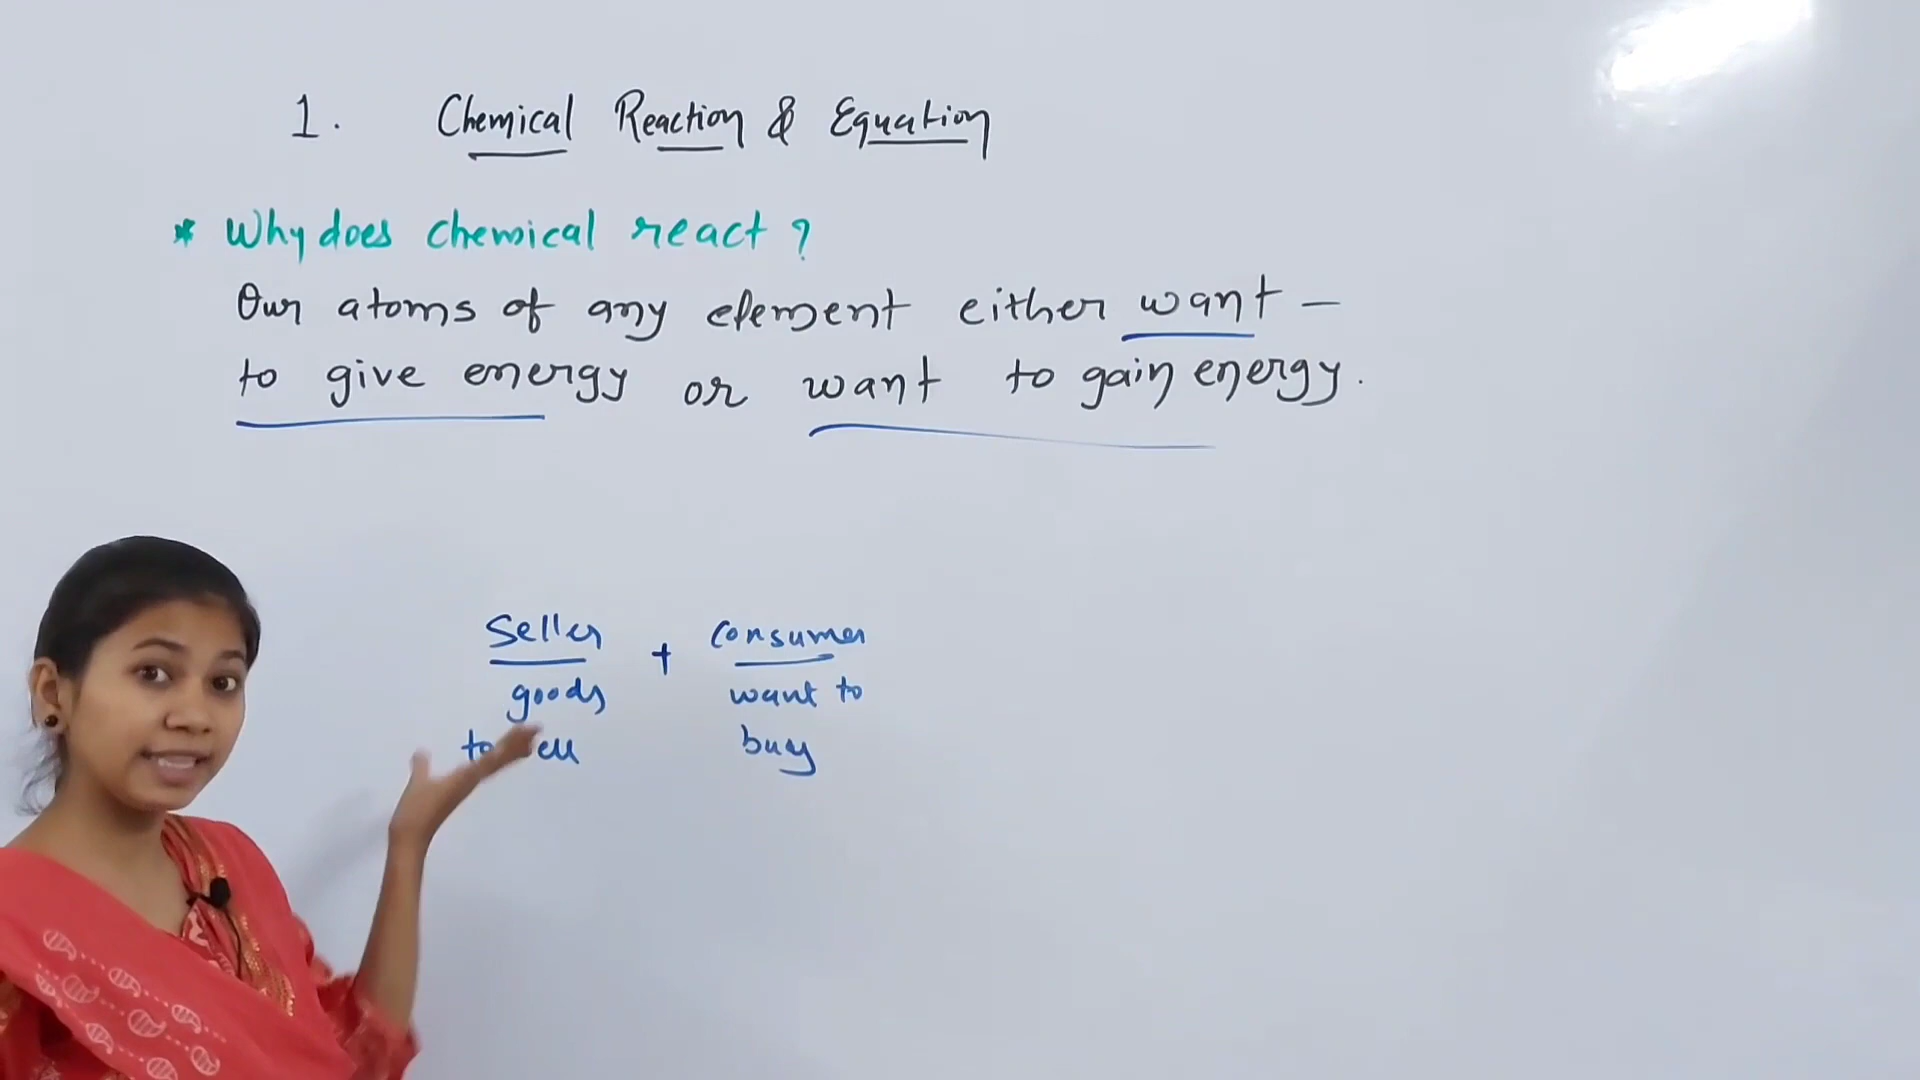 1. Chemical Reaction & Equation
* Why does chemical react?
Our atoms of any element either want -
to give energy or want to gain energy.
Seller + Consumer
goods want to
to sell buy